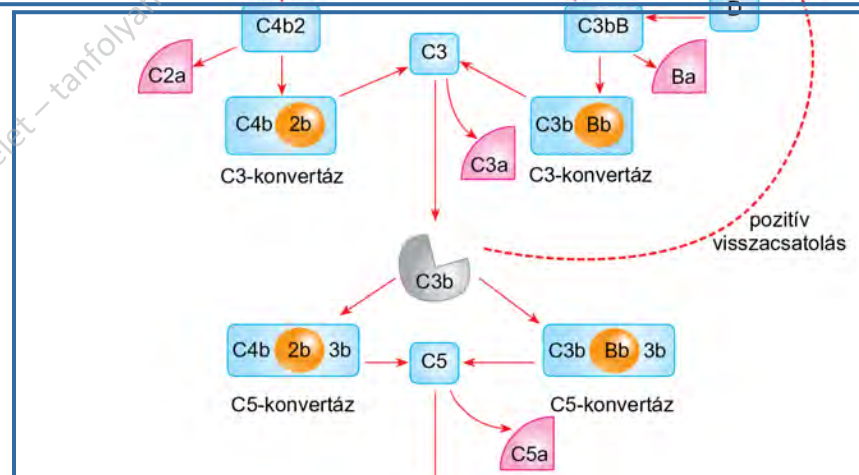 C4b2
C3bB
D
C2a
C3
Ba
C4b 2b
C3b Bb
C3a
C3-konvertáz
C3-konvertáz
pozitív
visszacsatolás
C3b
C4b 2b 3b
C5
C3b Bb 3b
C5-konvertáz
C5-konvertáz
C5a